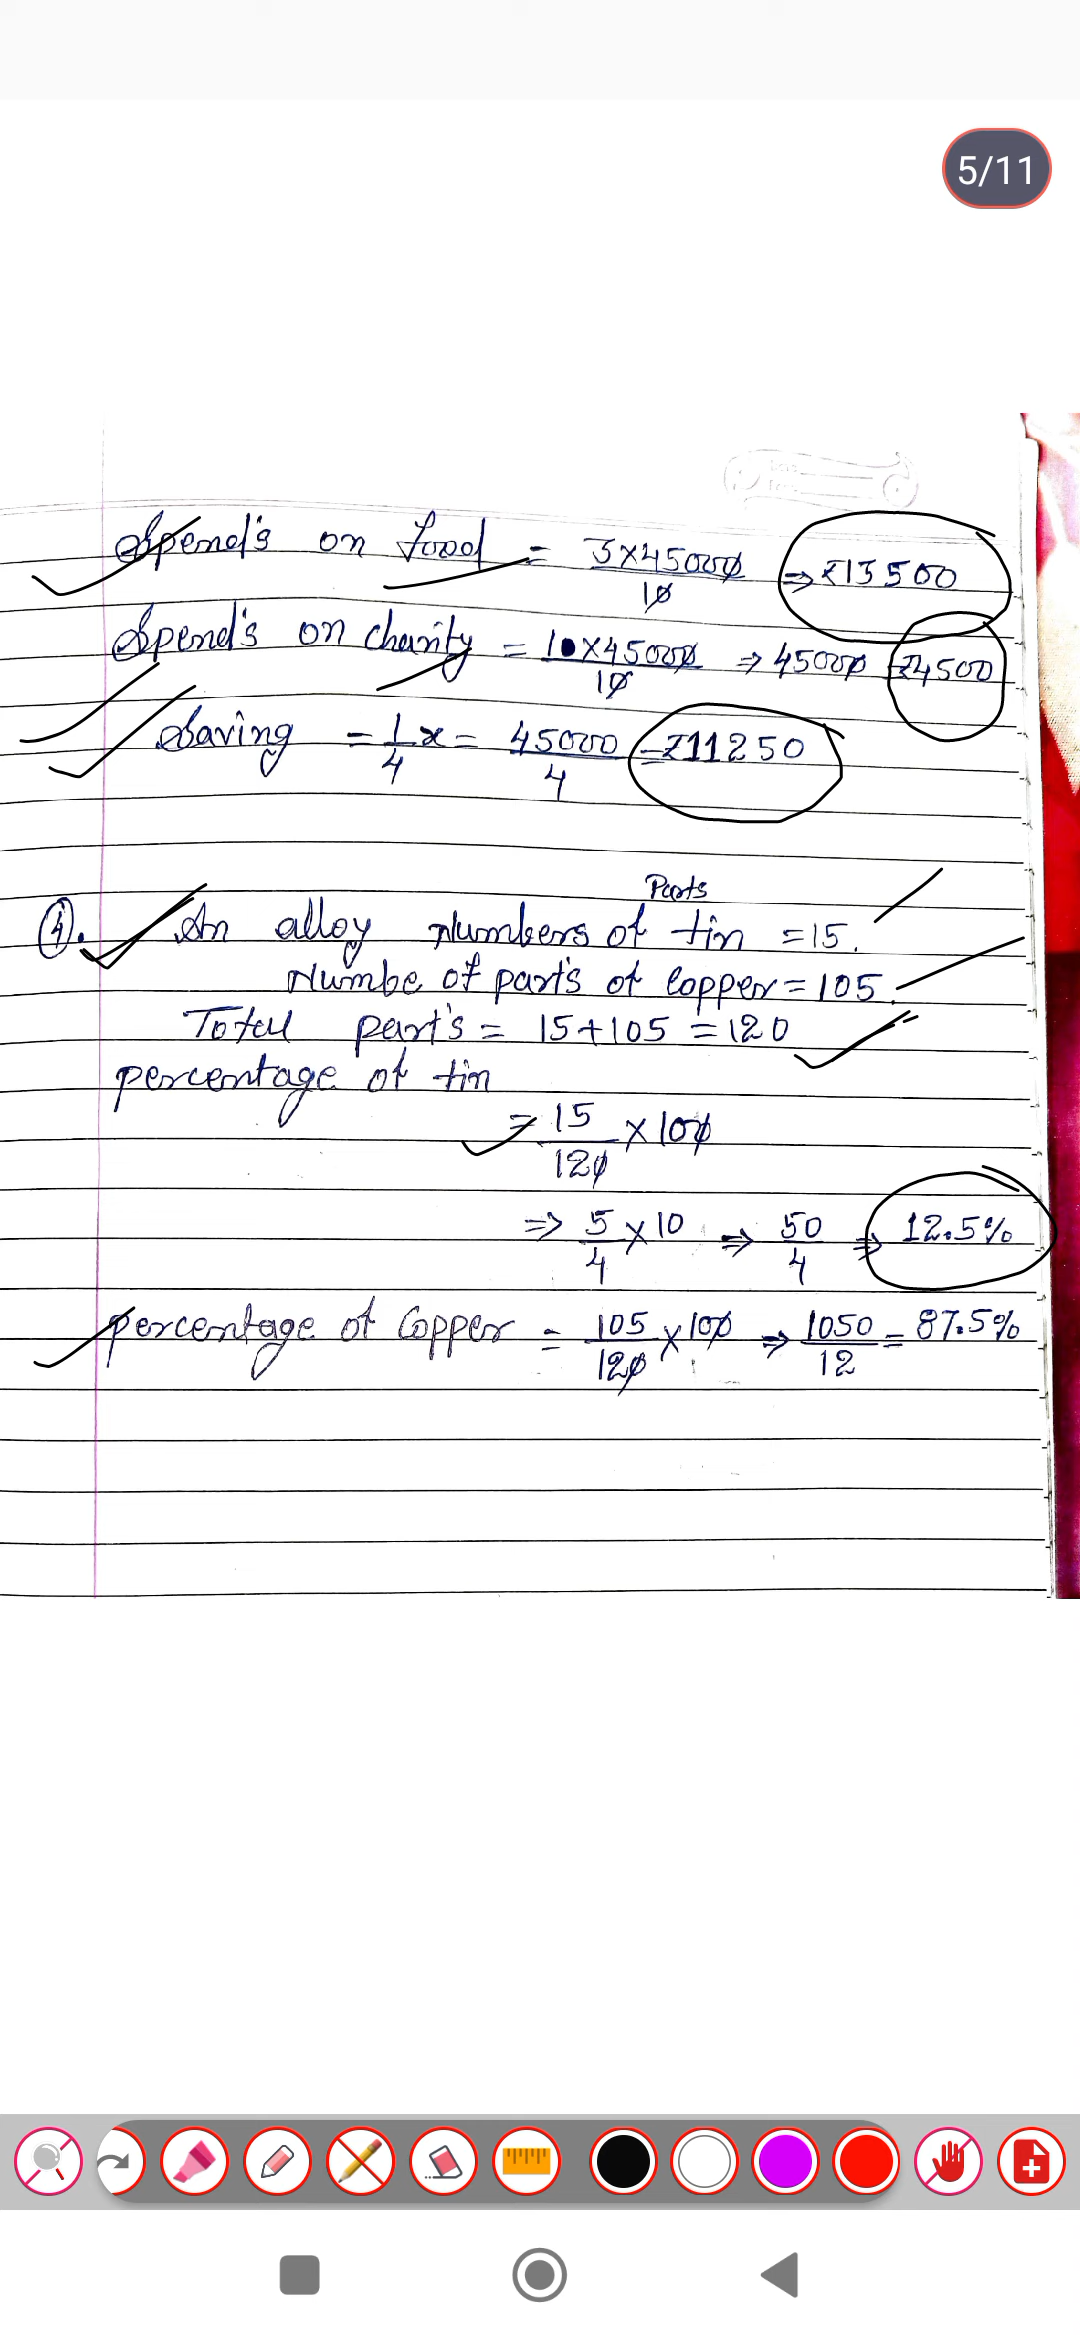 5/11
Spend's on food = 3×45000/10 ⇒ ₹13500
Spend's on charity = 10×45000/10 ⇒ 45000 ₹4500
Saving = 1/4 x = 45000/4 = ₹11250
Parts
4. An alloy Numbers of tin = 15.
Numbe of part's of Copper = 105.
Total part's = 15+105 = 120
percentage of tin
= 15/120 × 100
⇒ 5/4 × 10 ⇒ 50/4 ⇒ 12.5%
percentage of Copper = 105/120 × 100 ⇒ 1050/12 = 87.5%